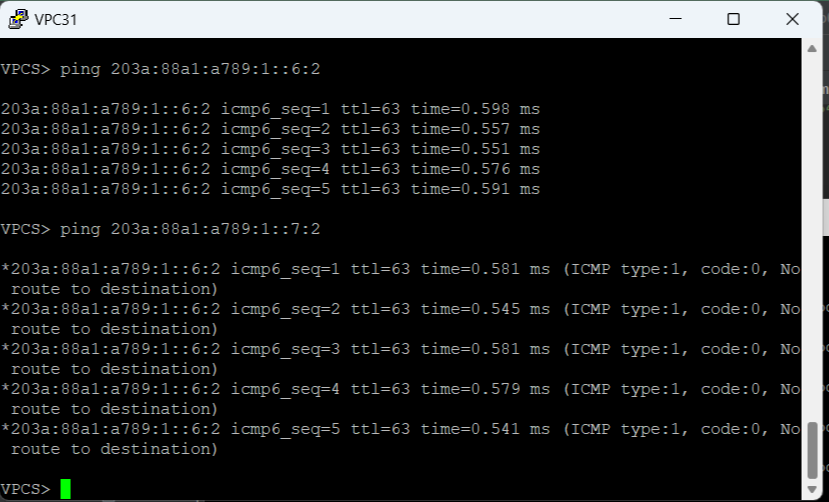 VPC31
VPCS> ping 203a:88a1:a789:1::6:2
203a:88a1:a789:1::6:2 icmp6_seq=1 ttl=63 time=0.598 ms
203a:88a1:a789:1::6:2 icmp6_seq=2 ttl=63 time=0.557 ms
203a:88a1:a789:1::6:2 icmp6_seq=3 ttl=63 time=0.551 ms
203a:88a1:a789:1::6:2 icmp6_seq=4 ttl=63 time=0.576 ms
203a:88a1:a789:1::6:2 icmp6_seq=5 ttl=63 time=0.591 ms
VPCS> ping 203a:88a1:a789:1::7:2
*203a:88a1:a789:1::6:2 icmp6_seq=1 ttl=63 time=0.581 ms (ICMP type:1, code:0, No
route to destination)
*203a:88a1:a789:1::6:2 icmp6_seq=2 ttl=63 time=0.545 ms (ICMP type:1, code:0, No
route to destination)
*203a:88a1:a789:1::6:2 icmp6_seq=3 ttl=63 time=0.581 ms (ICMP type:1, code:0, No
route to destination)
*203a:88a1:a789:1::6:2 icmp6_seq=4 ttl=63 time=0.579 ms (ICMP type:1, code:0, No
route to destination)
*203a:88a1:a789:1::6:2 icmp6_seq=5 ttl=63 time=0.541 ms (ICMP type:1, code:0, No
route to destination)
VPCS>